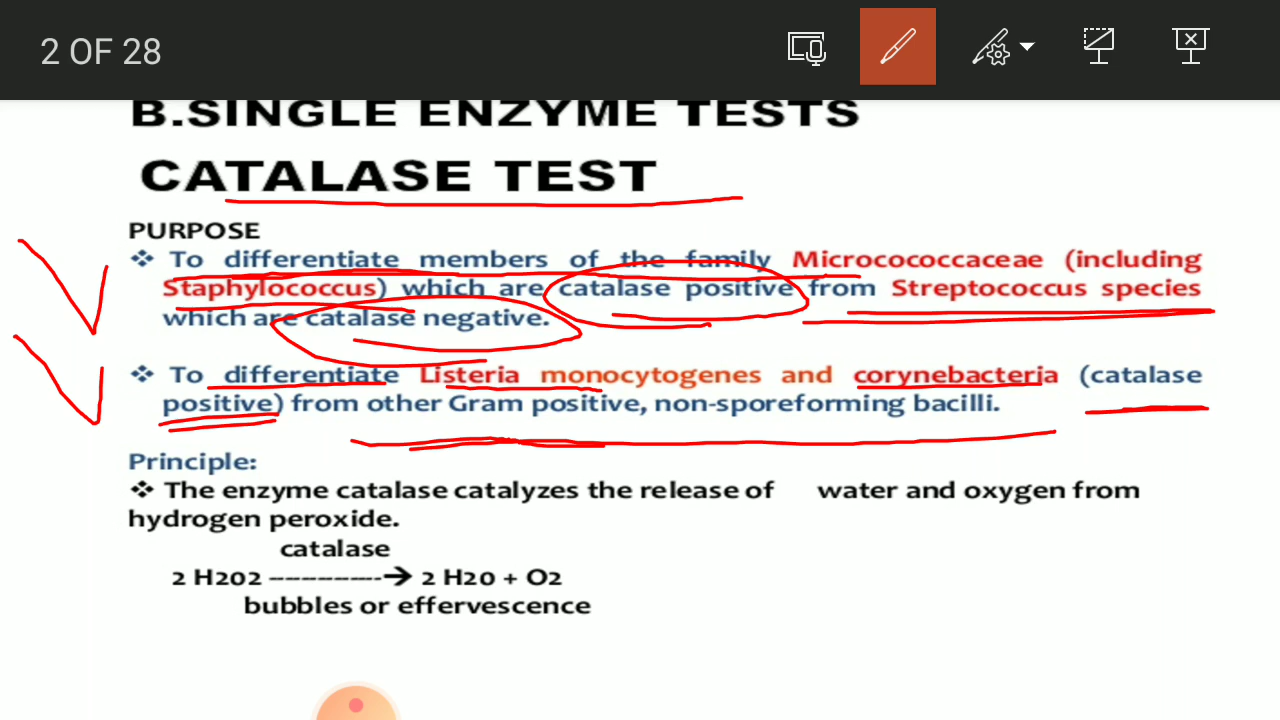 2 OF 28
B.SINGLE ENZYME TESTS
CATALASE TEST
PURPOSE
❖ To differentiate members of the family Microcococcaceae (including
Staphylococcus) which are catalase positive from Streptococcus species
which are catalase negative.
❖ To differentiate Listeria monocytogenes and corynebacteria (catalase
positive) from other Gram positive, non-sporeforming bacilli.
Principle:
❖ The enzyme catalase catalyzes the release of water and oxygen from
hydrogen peroxide.
catalase
2 H2O2 -------------→ 2 H2O + O2
bubbles or effervescence